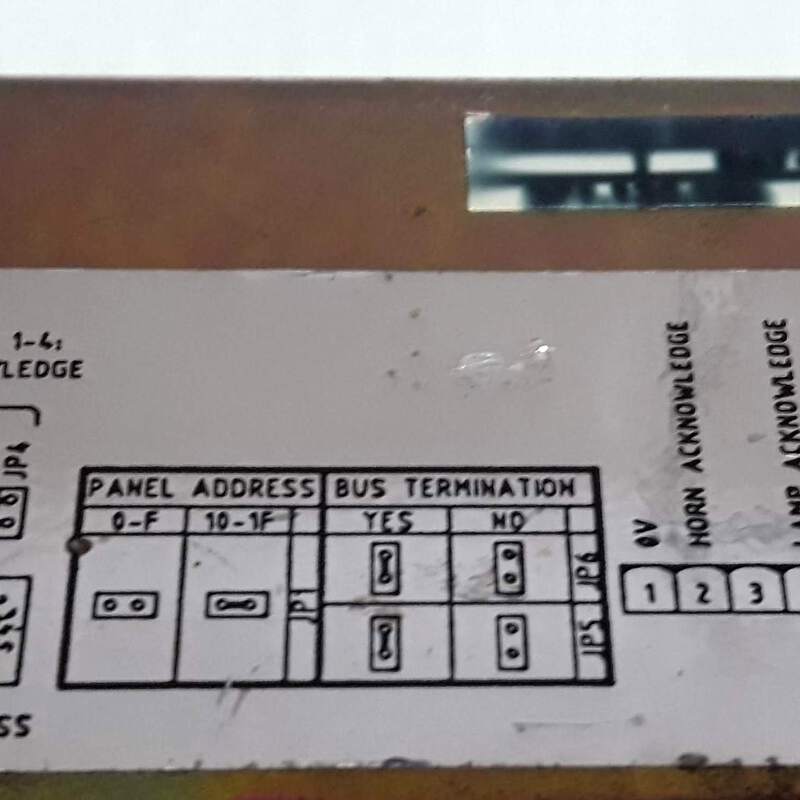 1-4:
LEDGE
JP4
PANEL ADDRESS BUS TERMINATION
0-F 10-1F YES NO
JP1
JP6
JP5
0V
HORN ACKNOWLEDGE
LAMP ACKNOWLEDGE
1 2 3
SS